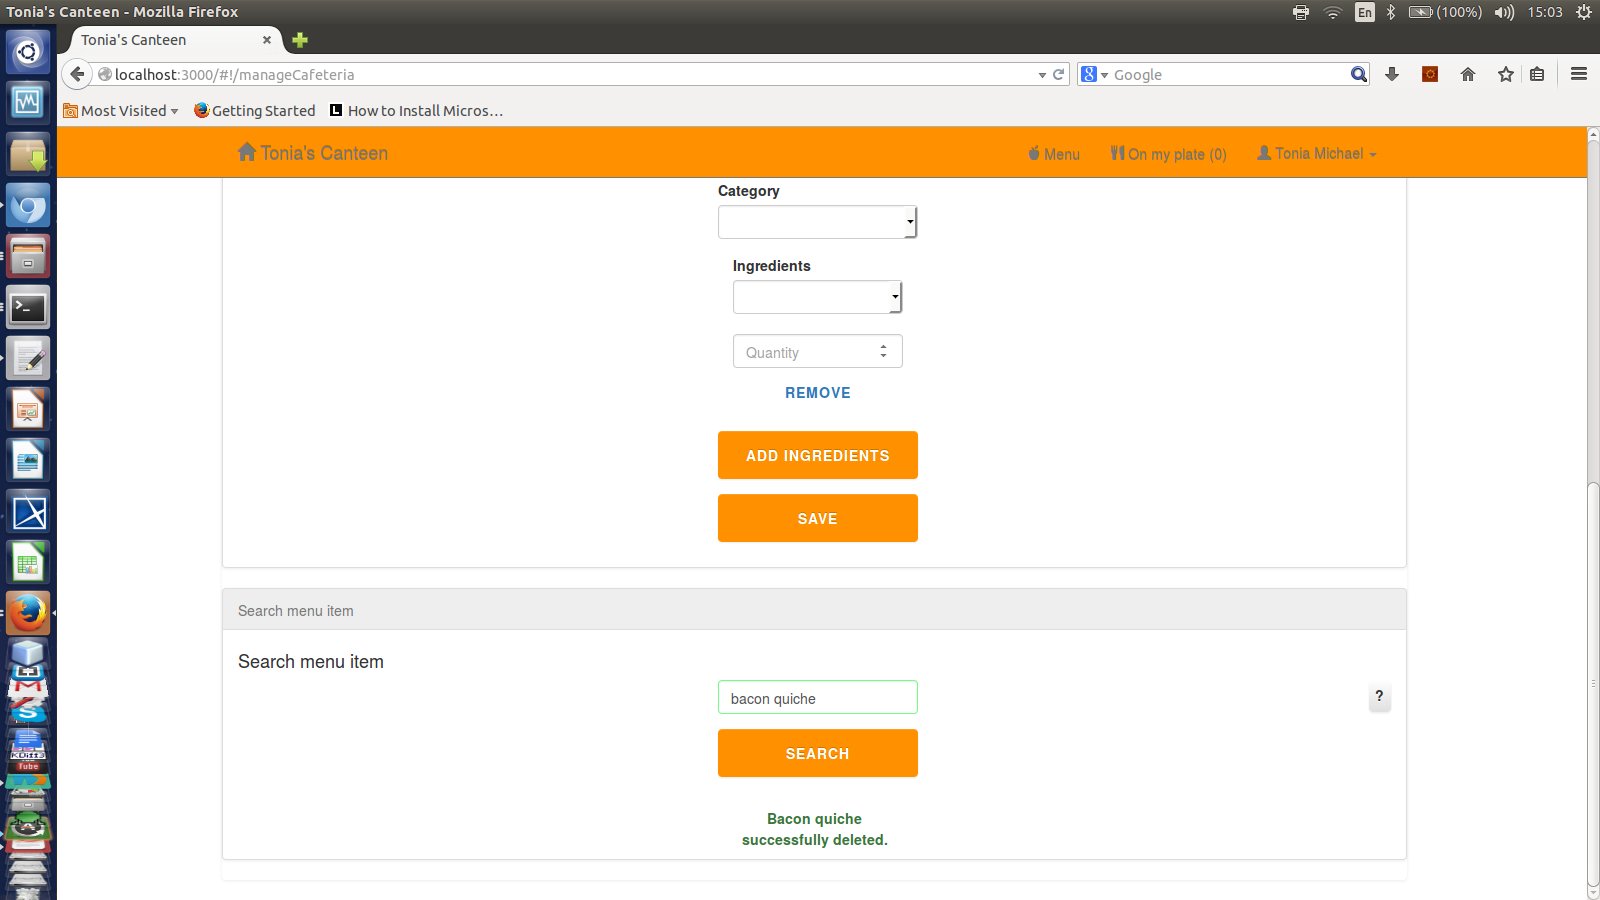 Tonia's Canteen - Mozilla Firefox
En
(100%)
15:03
Tonia's Canteen
localhost:3000/#!/manageCafeteria
Google
Most Visited
Getting Started
How to Install Micros...
Tonia's Canteen
Menu
On my plate (0)
Tonia Michael
Category
Ingredients
Quantity
REMOVE
ADD INGREDIENTS
SAVE
Search menu item
Search menu item
bacon quiche
?
SEARCH
Bacon quiche
successfully deleted.